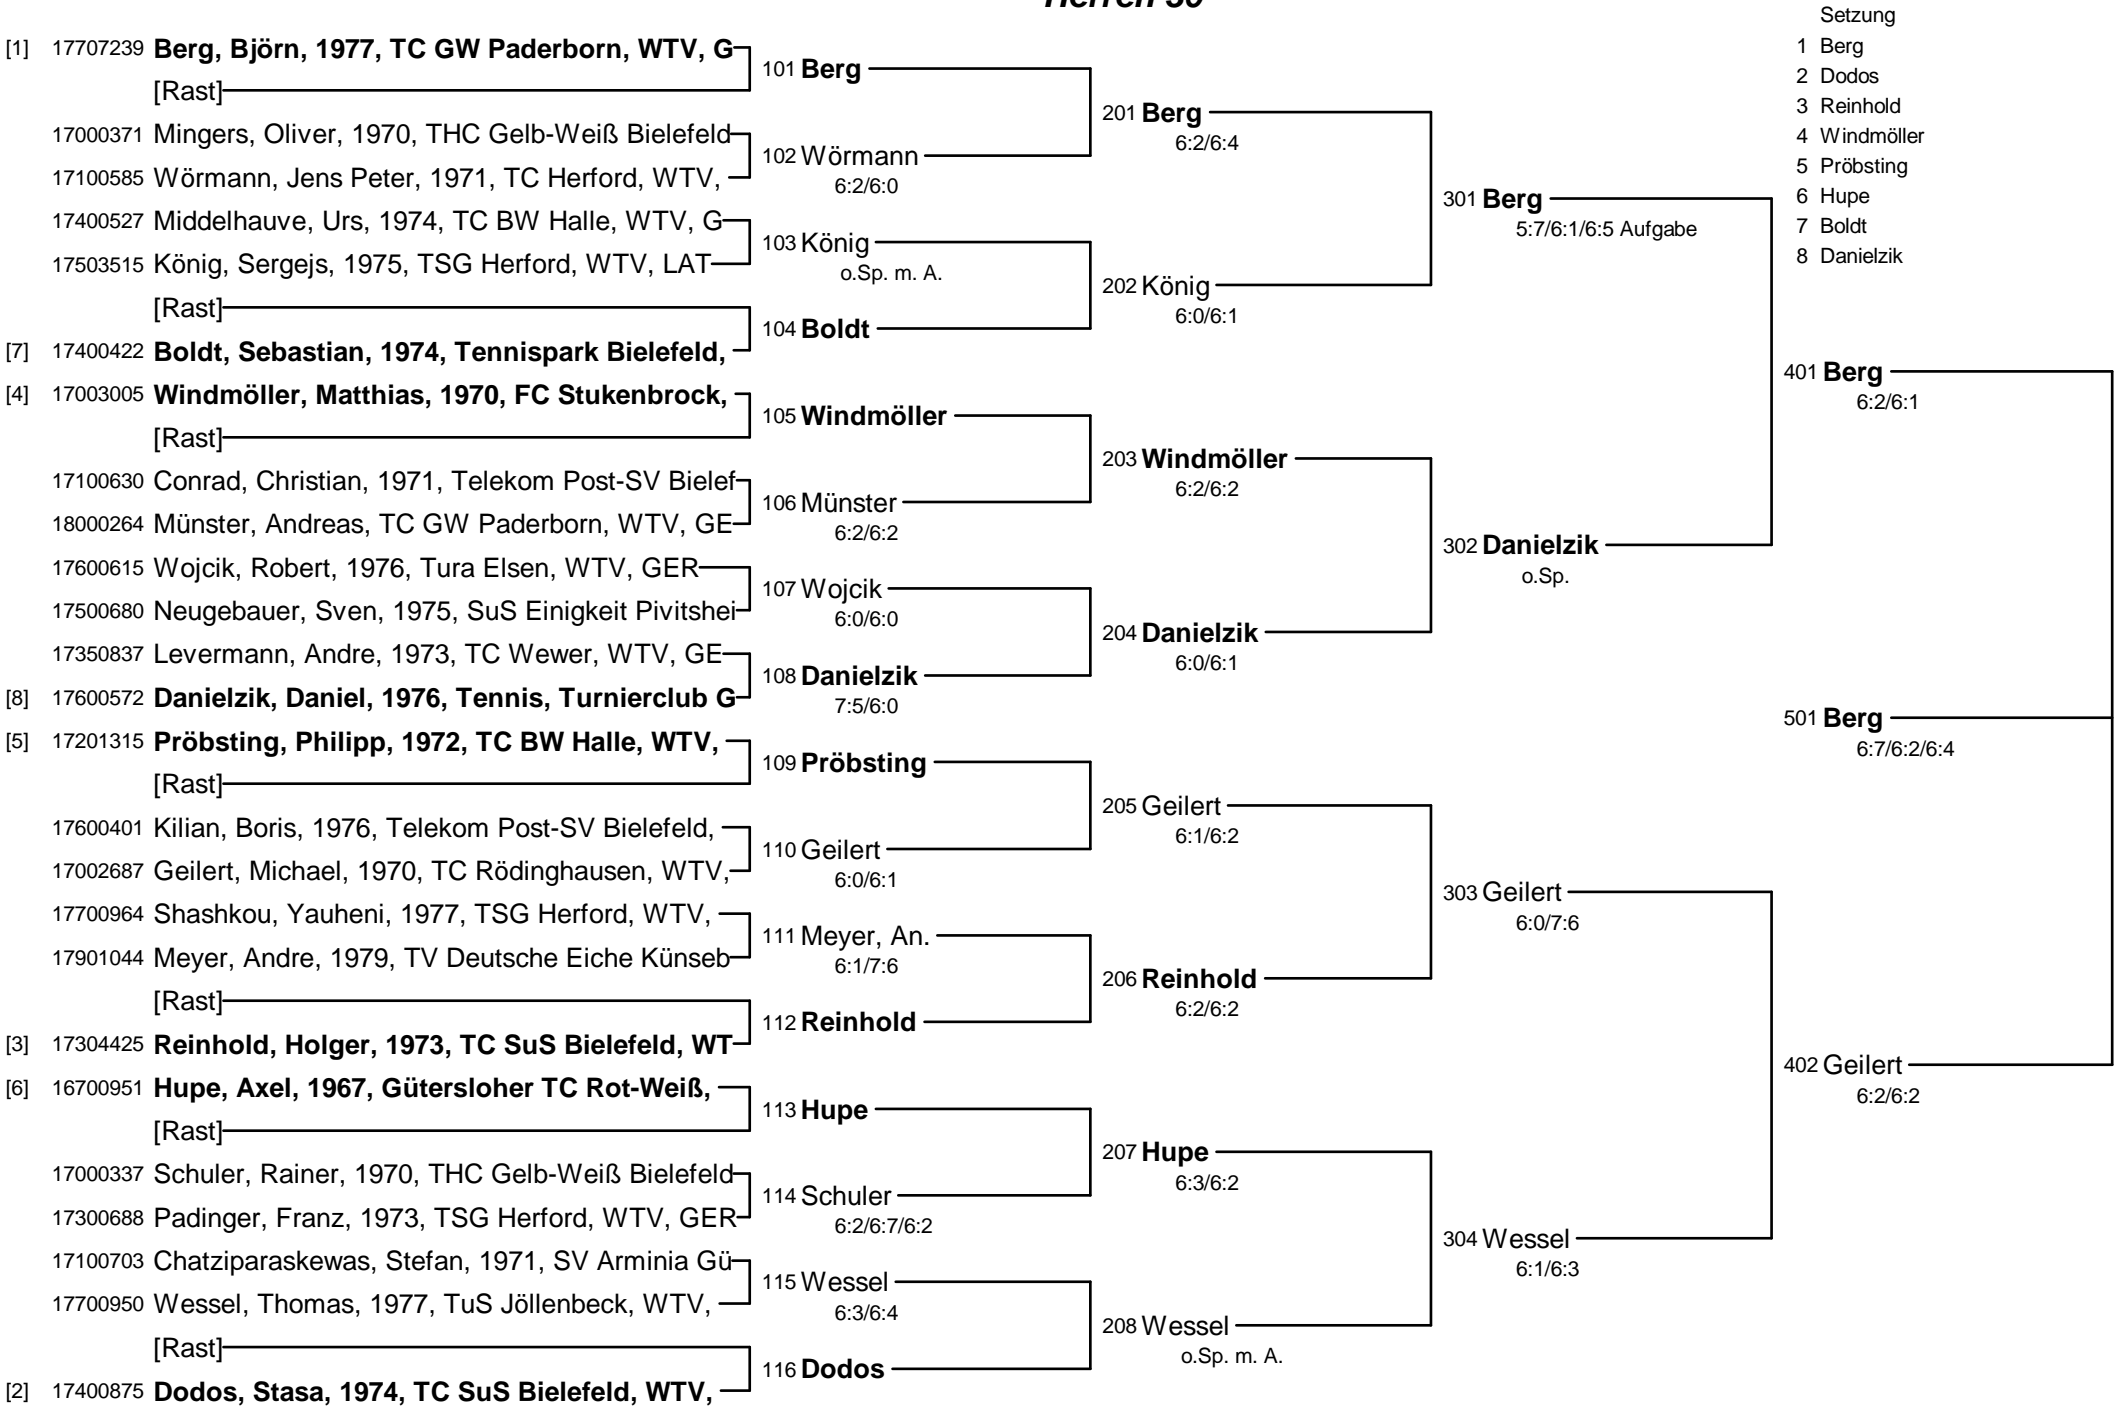 Herren 30
Setzung
1 Berg
2 Dodos
3 Reinhold
4 Windmöller
5 Pröbsting
6 Hupe
7 Boldt
8 Danielzik
[1] 17707239 Berg, Björn, 1977, TC GW Paderborn, WTV, G
[Rast]
17000371 Mingers, Oliver, 1970, THC Gelb-Weiß Bielefeld
17100585 Wörmann, Jens Peter, 1971, TC Herford, WTV,
17400527 Middelhauve, Urs, 1974, TC BW Halle, WTV, G
17503515 König, Sergejs, 1975, TSG Herford, WTV, LAT
[Rast]
[7] 17400422 Boldt, Sebastian, 1974, Tennispark Bielefeld,
[4] 17003005 Windmöller, Matthias, 1970, FC Stukenbrock,
[Rast]
17100630 Conrad, Christian, 1971, Telekom Post-SV Bielef
18000264 Münster, Andreas, TC GW Paderborn, WTV, GE
17600615 Wojcik, Robert, 1976, Tura Elsen, WTV, GER
17500680 Neugebauer, Sven, 1975, SuS Einigkeit Pivitshei
17350837 Levermann, Andre, 1973, TC Wewer, WTV, GE
[8] 17600572 Danielzik, Daniel, 1976, Tennis, Turnierclub G
[5] 17201315 Pröbsting, Philipp, 1972, TC BW Halle, WTV,
[Rast]
17600401 Kilian, Boris, 1976, Telekom Post-SV Bielefeld,
17002687 Geilert, Michael, 1970, TC Rödinghausen, WTV,
17700964 Shashkou, Yauheni, 1977, TSG Herford, WTV,
17901044 Meyer, Andre, 1979, TV Deutsche Eiche Künseb
[Rast]
[3] 17304425 Reinhold, Holger, 1973, TC SuS Bielefeld, WT
[6] 16700951 Hupe, Axel, 1967, Gütersloher TC Rot-Weiß,
[Rast]
17000337 Schuler, Rainer, 1970, THC Gelb-Weiß Bielefeld
17300688 Padinger, Franz, 1973, TSG Herford, WTV, GER
17100703 Chatziparaskewas, Stefan, 1971, SV Arminia Gü
17700950 Wessel, Thomas, 1977, TuS Jöllenbeck, WTV,
[Rast]
[2] 17400875 Dodos, Stasa, 1974, TC SuS Bielefeld, WTV,
101 Berg
102 Wörmann
6:2/6:0
103 König
o.Sp. m. A.
104 Boldt
105 Windmöller
106 Münster
6:2/6:2
107 Wojcik
6:0/6:0
108 Danielzik
7:5/6:0
109 Pröbsting
110 Geilert
6:0/6:1
111 Meyer, An.
6:1/7:6
112 Reinhold
113 Hupe
114 Schuler
6:2/6:7/6:2
115 Wessel
6:3/6:4
116 Dodos
201 Berg
6:2/6:4
202 König
6:0/6:1
203 Windmöller
6:2/6:2
204 Danielzik
6:0/6:1
205 Geilert
6:1/6:2
206 Reinhold
6:2/6:2
207 Hupe
6:3/6:2
208 Wessel
o.Sp. m. A.
301 Berg
5:7/6:1/6:5 Aufgabe
302 Danielzik
o.Sp.
303 Geilert
6:0/7:6
304 Wessel
6:1/6:3
401 Berg
6:2/6:1
501 Berg
6:7/6:2/6:4
402 Geilert
6:2/6:2